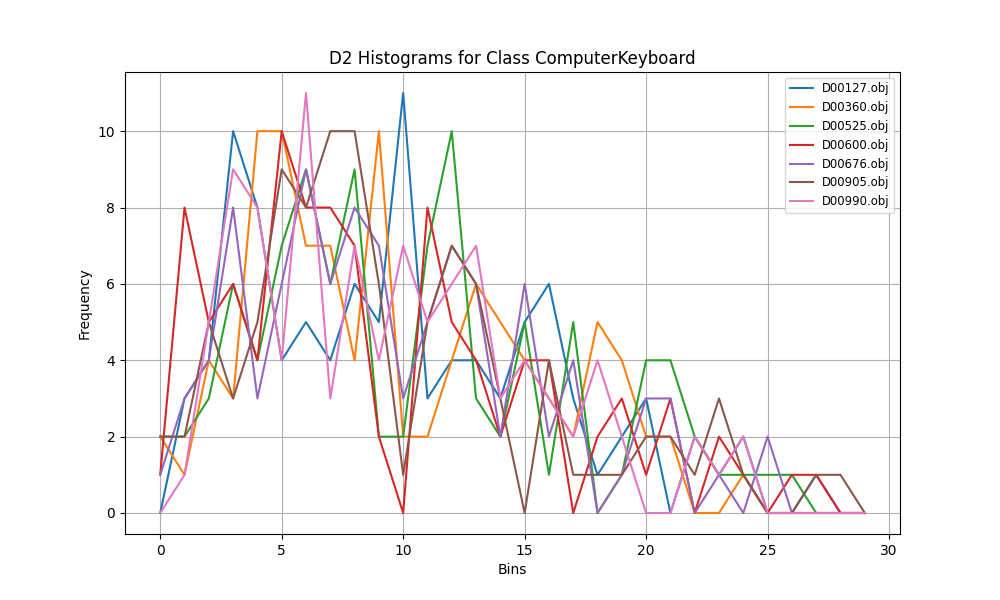 D2 Histograms for Class ComputerKeyboard
D00127.obj
D00360.obj
D00525.obj
D00600.obj
D00676.obj
D00905.obj
D00990.obj
Frequency
10
8
6
4
2
0
0 5 10 15 20 25 30
Bins